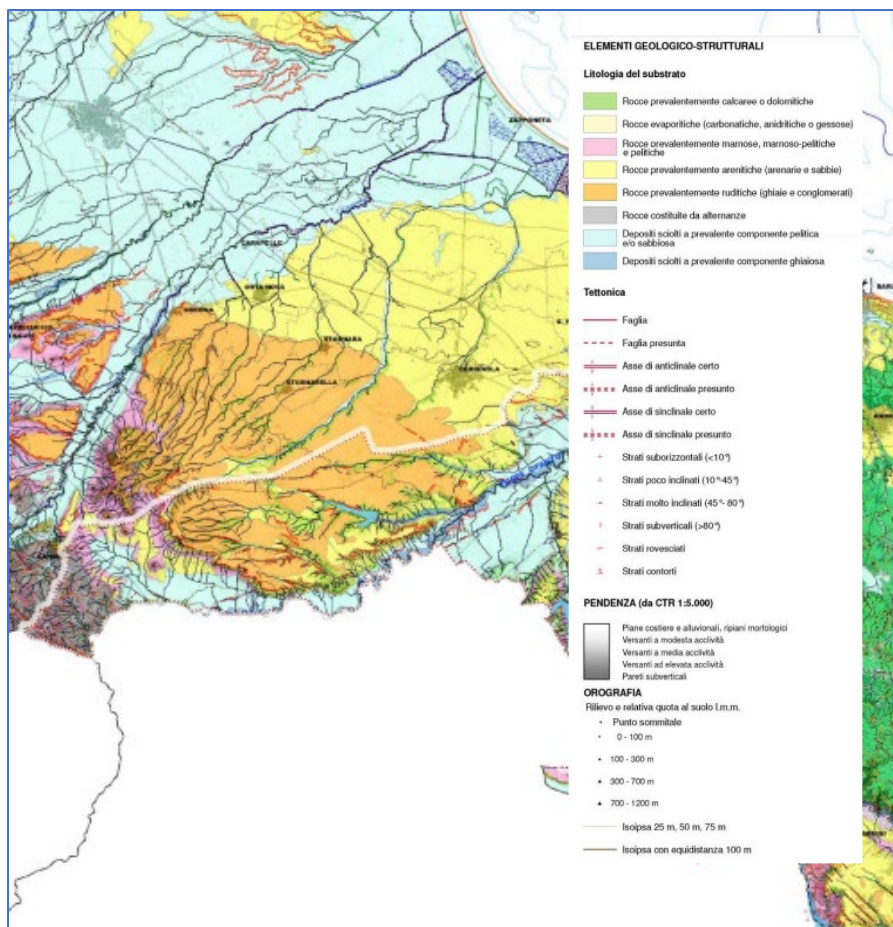 ZAPPONETA
CARAPELLE
ORTA NOVA
STORNARA
STORNARELLA
CERIGNOLA
ELEMENTI GEOLOGICO-STRUTTURALI
Litologia del substrato
Rocce prevalentemente calcaree o dolomitiche
Rocce evaporitiche (carbonatiche, anidritiche o gessose)
Rocce prevalentemente marnose, marnoso-pelitiche
e pelitiche
Rocce prevalentemente arenitiche (arenarie e sabbie)
Rocce prevalentemente ruditiche (ghiaie e conglomerati)
Rocce costituite da alternanze
Depositi sciolti a prevalente componente pelitica
e/o sabbiosa
Depositi sciolti a prevalente componente ghiaiosa
Tettonica
Faglia
Faglia presunta
Asse di anticlinale certo
Asse di anticlinale presunto
Asse di sinclinale certo
Asse di sinclinale presunto
Strati suborizzontali (<10°)
Strati poco inclinati (10°-45°)
Strati molto inclinati (45°- 80°)
Strati subverticali (>80°)
Strati rovesciati
Strati contorti
PENDENZA (da CTR 1:5.000)
Piane costiere e alluvionali, ripiani morfologici
Versanti a modesta acclività
Versanti a media acclività
Versanti ad elevata acclività
Pareti subverticali
OROGRAFIA
Rilievo e relativa quota al suolo l.m.m.
Punto sommitale
0 - 100 m
100 - 300 m
300 - 700 m
700 - 1200 m
Isoipsa 25 m, 50 m, 75 m
Isoipsa con equidistanza 100 m